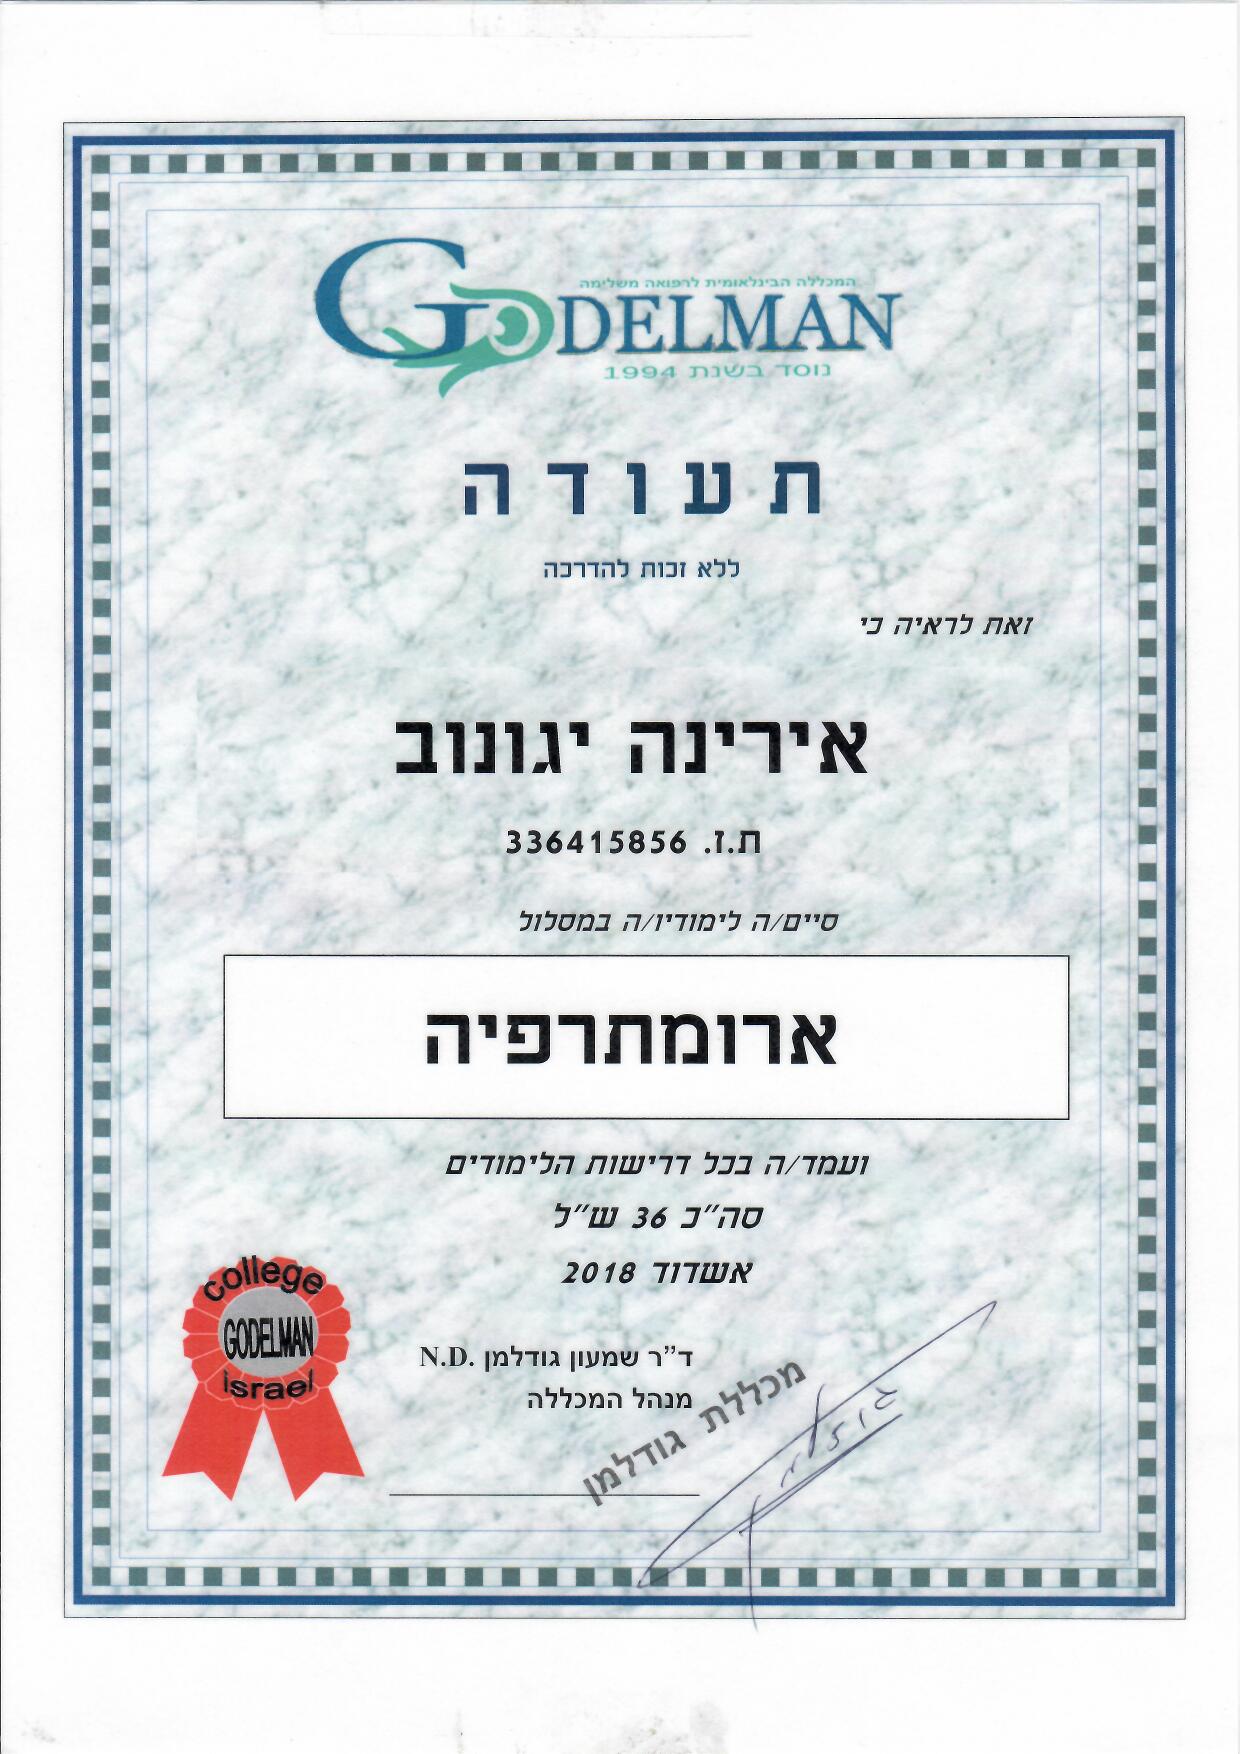 המכללה הבינלאומית לרפואה משלימה
GODELMAN
נוסד בשנת 1994
תעודה
ללא זכות להדרכה
זאת לראיה כי
אירינה יגונוב
ת.ז. 336415856
סיים/ה לימודיו/ה במסלול
ארומתרפיה
ועמד/ה בכל דרישות הלימודים
סה״כ 36 ש״ל
אשדוד 2018
college
GODELMAN
israel
ד״ר שמעון גודלמן N.D.
מנהל המכללה
מכללת גודלמן